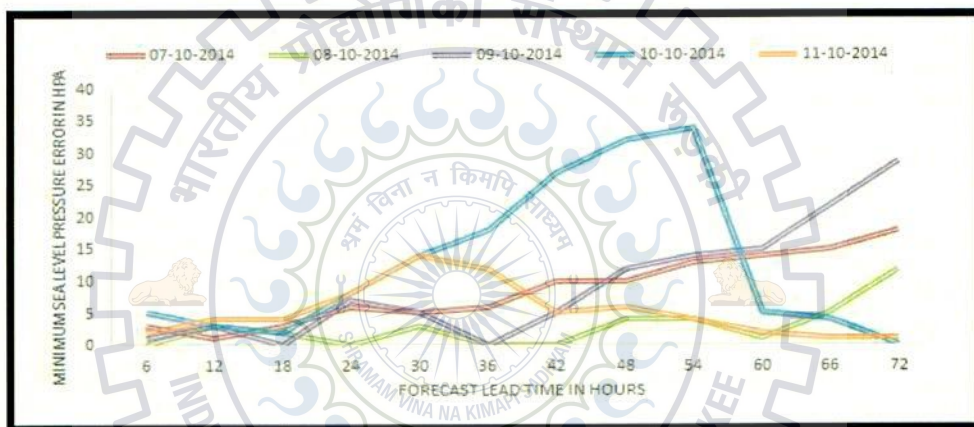 07-10-2014 08-10-2014 09-10-2014 10-10-2014 11-10-2014
MINIMUM SEA LEVEL PRESSURE ERROR IN HPA
40
35
30
25
20
15
10
5
0
6 12 18 24 30 36 42 48 54 60 66 72
FORECAST LEAD TIME IN HOURS
भारतीय प्रौद्योगिकी संस्थान रुड़की
श्रमं विना न किमपि साध्यम्
SHRAMAM VINA NA KIMAPI SADHYAM